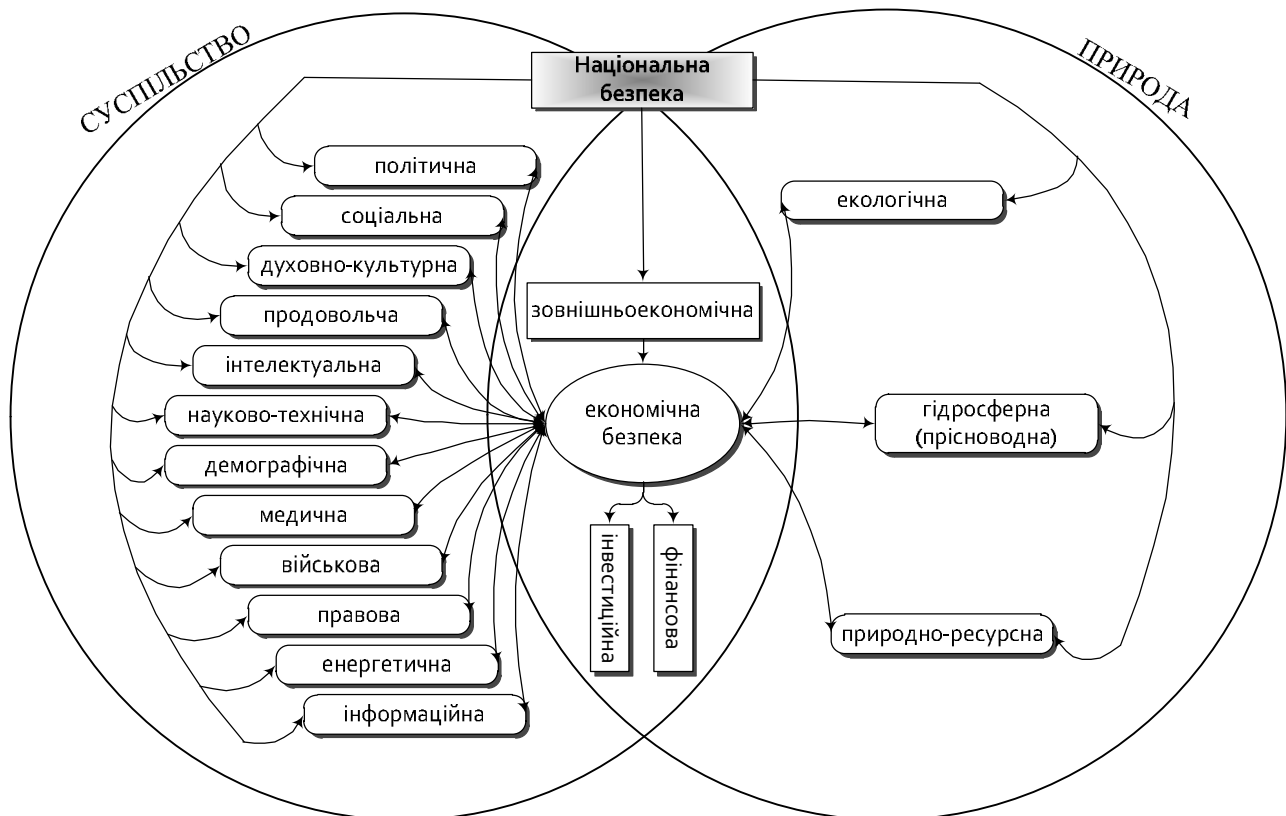 СУСПІЛЬСТВО
ПРИРОДА
Національна
безпека
політична
соціальна
духовно-культурна
продовольча
інтелектуальна
науково-технічна
демографічна
медична
військова
правова
енергетична
інформаційна
зовнішньоекономічна
економічна
безпека
інвестиційна
фінансова
екологічна
гідросферна
(прісноводна)
природно-ресурсна